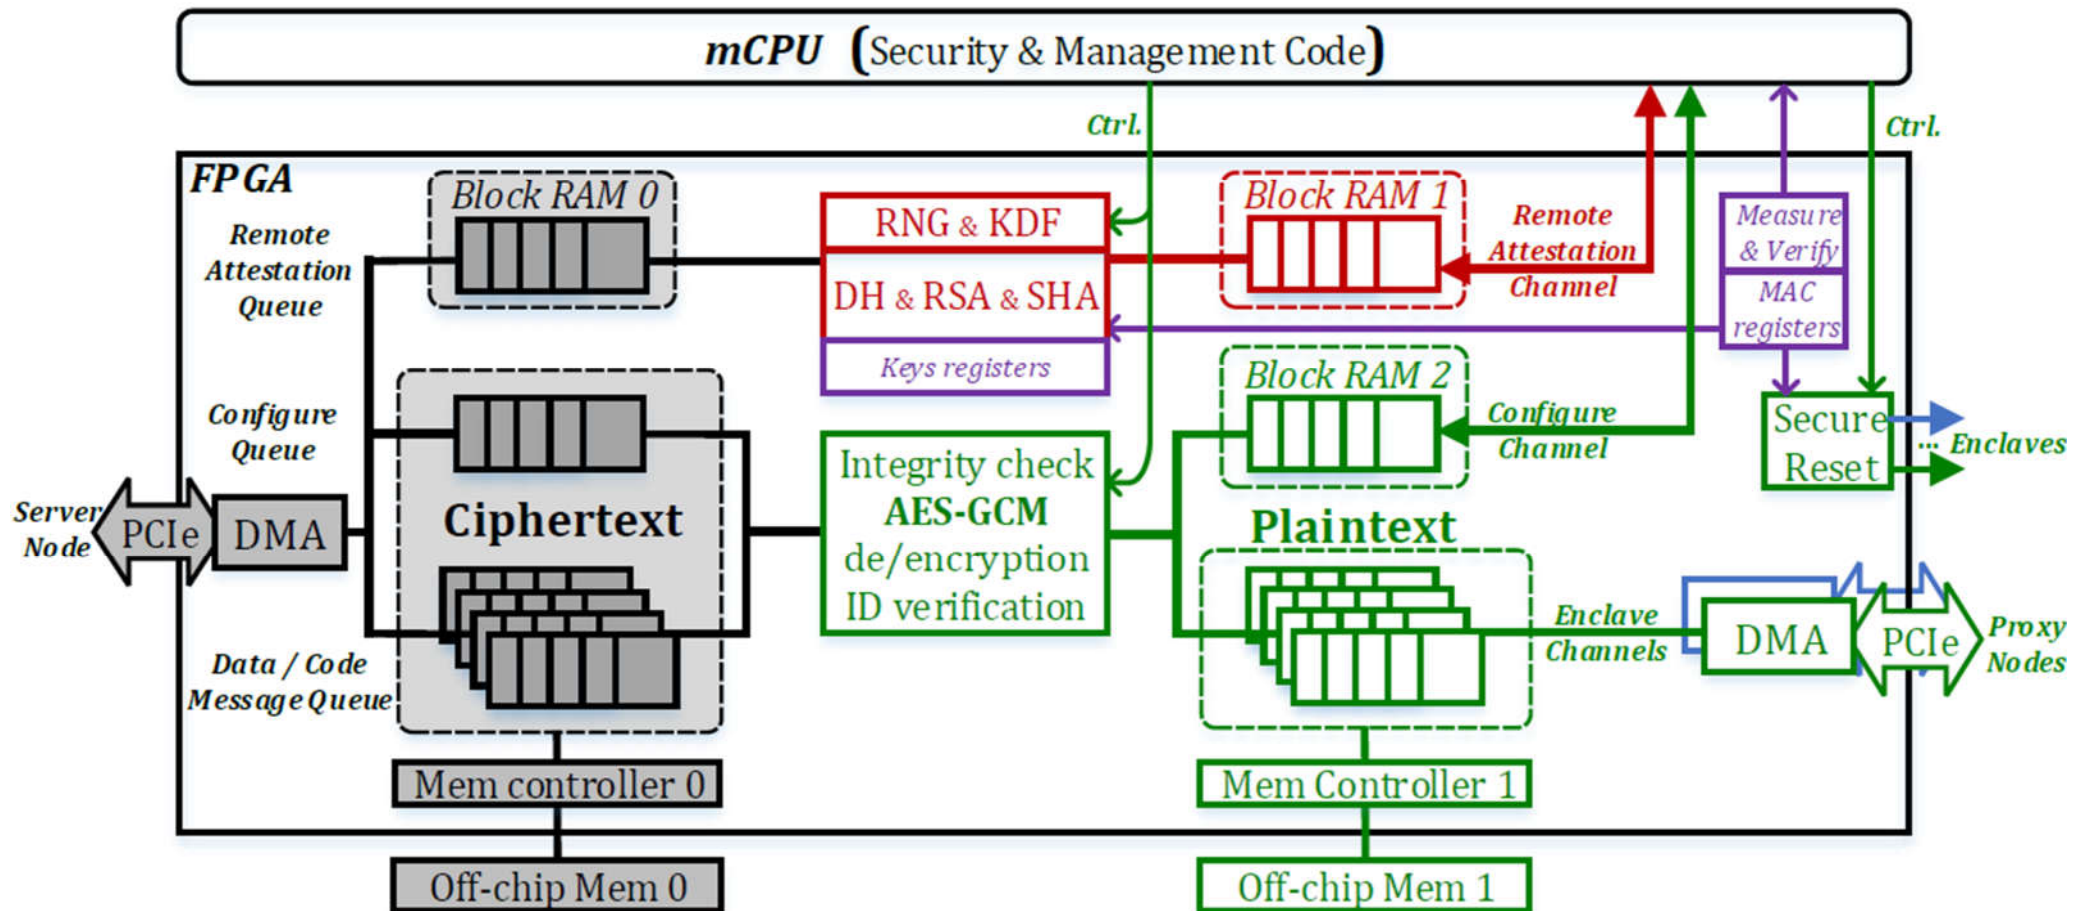 mCPU (Security & Management Code)
Ctrl.
Ctrl.
FPGA
Block RAM 0
Remote
Attestation
Queue
RNG & KDF
DH & RSA & SHA
Keys registers
Block RAM 1
Remote
Attestation
Channel
Measure
& Verify
MAC
registers
Configure
Queue
Block RAM 2
Configure
Channel
Secure
Reset
... Enclaves
Server
Node
PCIe
DMA
Ciphertext
Integrity check
AES-GCM
de/encryption
ID verification
Plaintext
Data / Code
Message Queue
Enclave
Channels
DMA
PCIe
Proxy
Nodes
Mem controller 0
Mem Controller 1
Off-chip Mem 0
Off-chip Mem 1